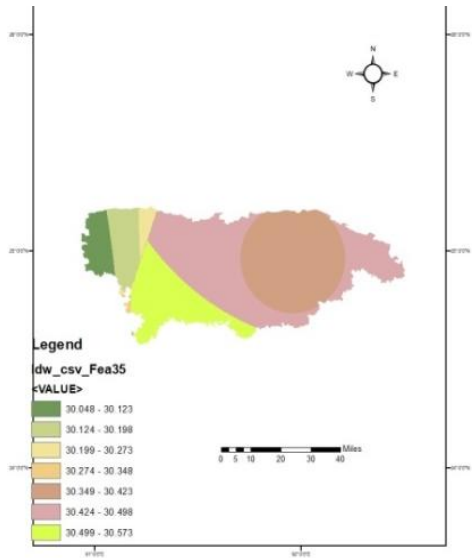 N
W E
S
Legend
Idw_csv_Fea35
<VALUE>
30.048 - 30.123
30.124 - 30.198
30.199 - 30.273
30.274 - 30.348
30.349 - 30.423
30.424 - 30.498
30.499 - 30.573
Miles
0 5 10 20 30 40